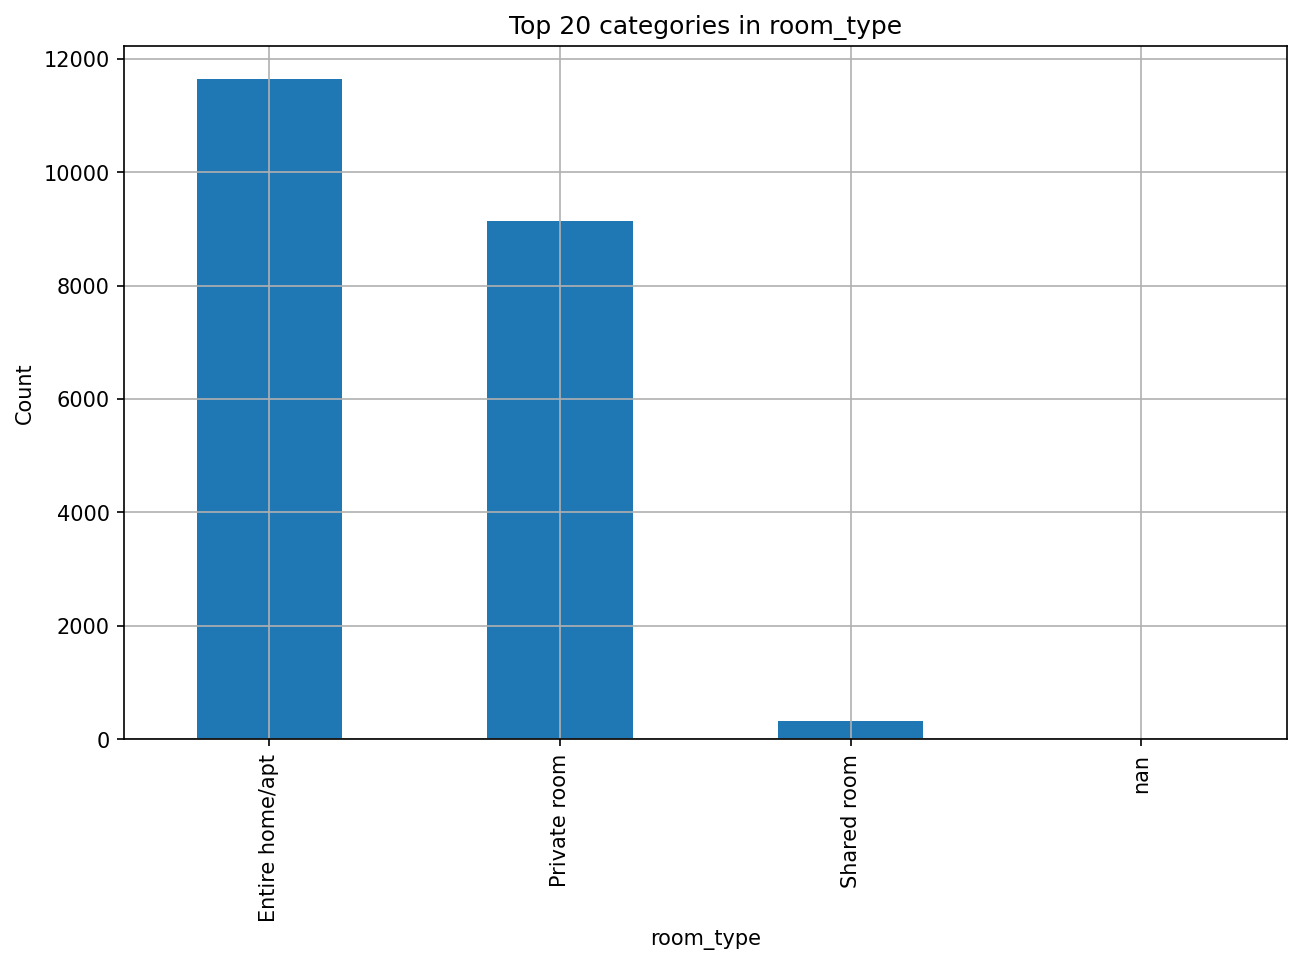 Top 20 categories in room_type
12000
10000
8000
6000
4000
2000
0
Count
Entire home/apt
Private room
Shared room
nan
room_type